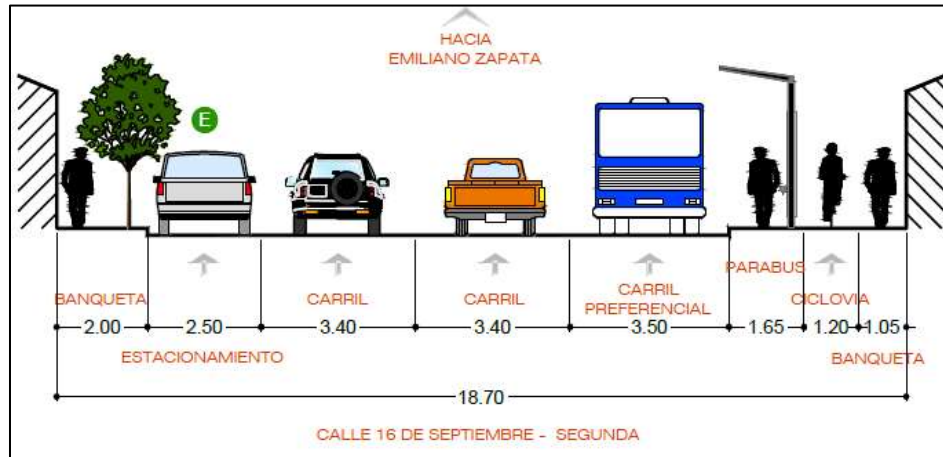 HACIA
EMILIANO ZAPATA
E
BANQUETA
CARRIL
CARRIL
CARRIL
PREFERENCIAL
PARABUS
CICLOVIA
2.00
2.50
3.40
3.40
3.50
1.65
1.20
1.05
ESTACIONAMIENTO
BANQUETA
18.70
CALLE 16 DE SEPTIEMBRE - SEGUNDA